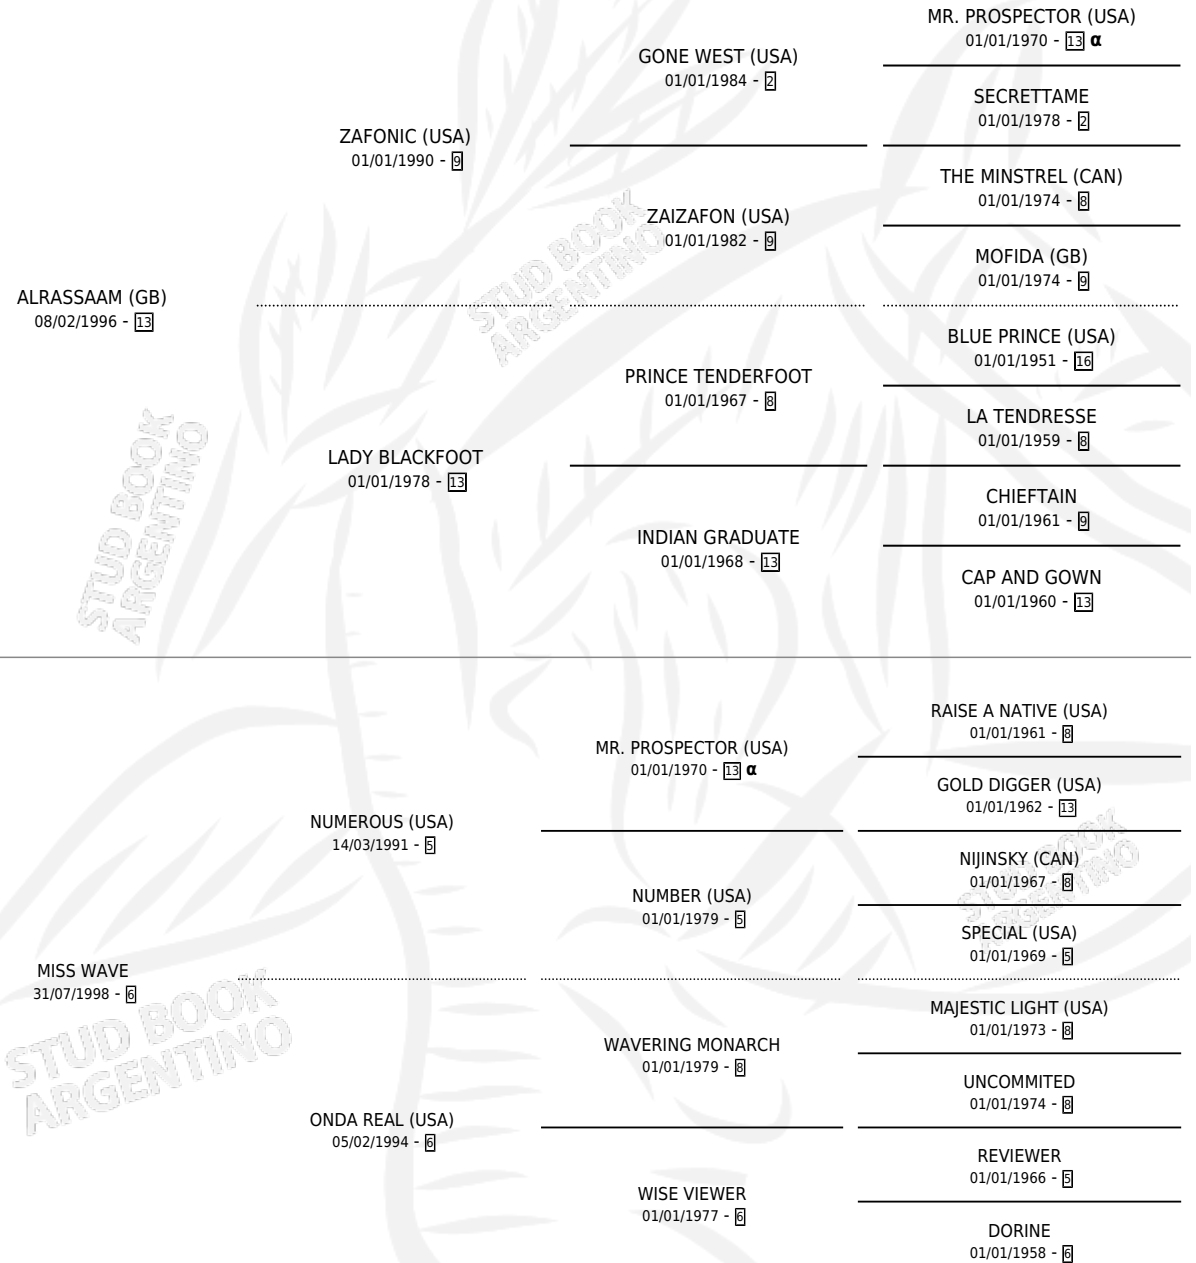 MR. PROSPECTOR (USA)
01/01/1970 - 13 α
GONE WEST (USA)
01/01/1984 - 2
SECRETTAME
01/01/1978 - 2
ZAFONIC (USA)
01/01/1990 - 9
THE MINSTREL (CAN)
01/01/1974 - 8
ZAIZAFON (USA)
01/01/1982 - 9
MOFIDA (GB)
01/01/1974 - 9
ALRASSAAM (GB)
08/02/1996 - 13
BLUE PRINCE (USA)
01/01/1951 - 16
PRINCE TENDERFOOT
01/01/1967 - 8
LA TENDRESSE
01/01/1959 - 8
LADY BLACKFOOT
01/01/1978 - 13
CHIEFTAIN
01/01/1961 - 9
INDIAN GRADUATE
01/01/1968 - 13
CAP AND GOWN
01/01/1960 - 13
STUD BOOK
ARGENTINO
STUD BOOK
ARGENTINO
RAISE A NATIVE (USA)
01/01/1961 - 8
MR. PROSPECTOR (USA)
01/01/1970 - 13 α
GOLD DIGGER (USA)
01/01/1962 - 13
NUMEROUS (USA)
14/03/1991 - 5
NIJINSKY (CAN)
01/01/1967 - 8
NUMBER (USA)
01/01/1979 - 5
SPECIAL (USA)
01/01/1969 - 5
MISS WAVE
31/07/1998 - 6
MAJESTIC LIGHT (USA)
01/01/1973 - 8
WAVERING MONARCH
01/01/1979 - 8
UNCOMMITED
01/01/1974 - 8
ONDA REAL (USA)
05/02/1994 - 6
REVIEWER
01/01/1966 - 5
WISE VIEWER
01/01/1977 - 6
DORINE
01/01/1958 - 6
STUD BOOK
ARGENTINO
STUD BOOK
ARGENTINO